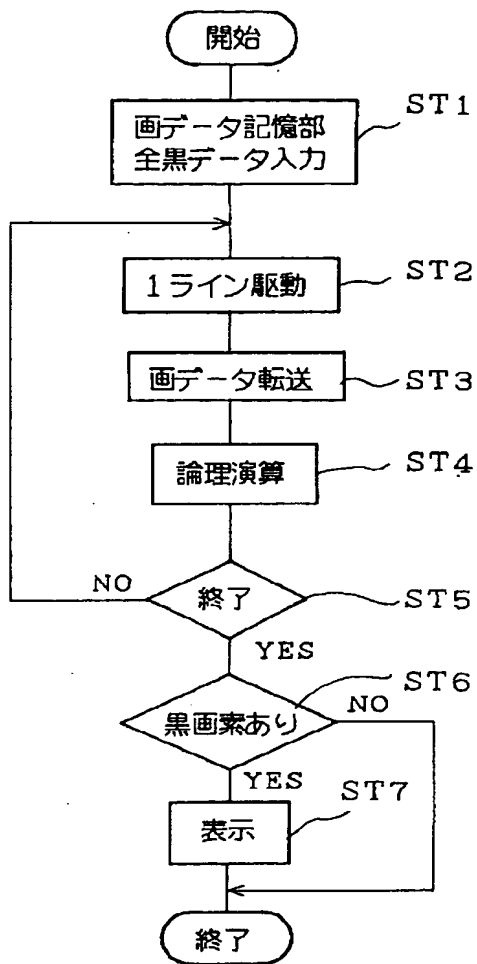 開始
画データ記憶部
全黒データ入力
ST1
1ライン駆動
ST2
画データ転送
ST3
論理演算
ST4
NO
終了
ST5
YES
ST6
黒画素あり
NO
YES
ST7
表示
終了